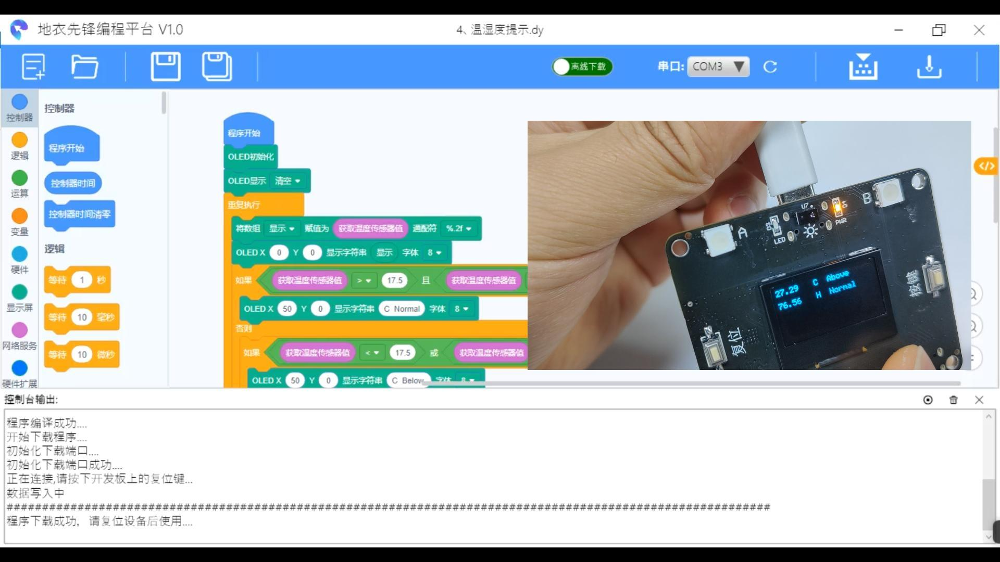 地衣先锋编程平台 V1.0
4、温湿度提示.dy
离线下载
串口: COM3
控制器
逻辑
运算
变量
硬件
显示屏
网络服务
硬件扩展
控制器
程序开始
控制器时间
控制器时间清零
逻辑
等待 1 秒
等待 10 毫秒
等待 10 微秒
程序开始
OLED初始化
OLED显示 清空
重复执行
将数组 显示 赋值为 获取温度传感器值 通配符 %.2f
OLED X 0 Y 0 显示字符串 显示 字体 8
如果 获取温度传感器值 > 17.5 且 获取温度传感器值
OLED X 50 Y 0 显示字符串 C Normal 字体 8
否则
如果 获取温度传感器值 < 17.5 或 获取温度传感器值
OLED X 50 Y 0 显示字符串 C Below 字体 8
</>
A
B
U7
LED
PWR
27.29 C Above
76.56 H Normal
按键
复位
控制台输出:
程序编译成功....
开始下载程序....
初始化下载端口....
初始化下载端口成功....
正在连接,请按下开发板上的复位键...
数据写入中
####################################################################################################################
程序下载成功，请复位设备后使用....